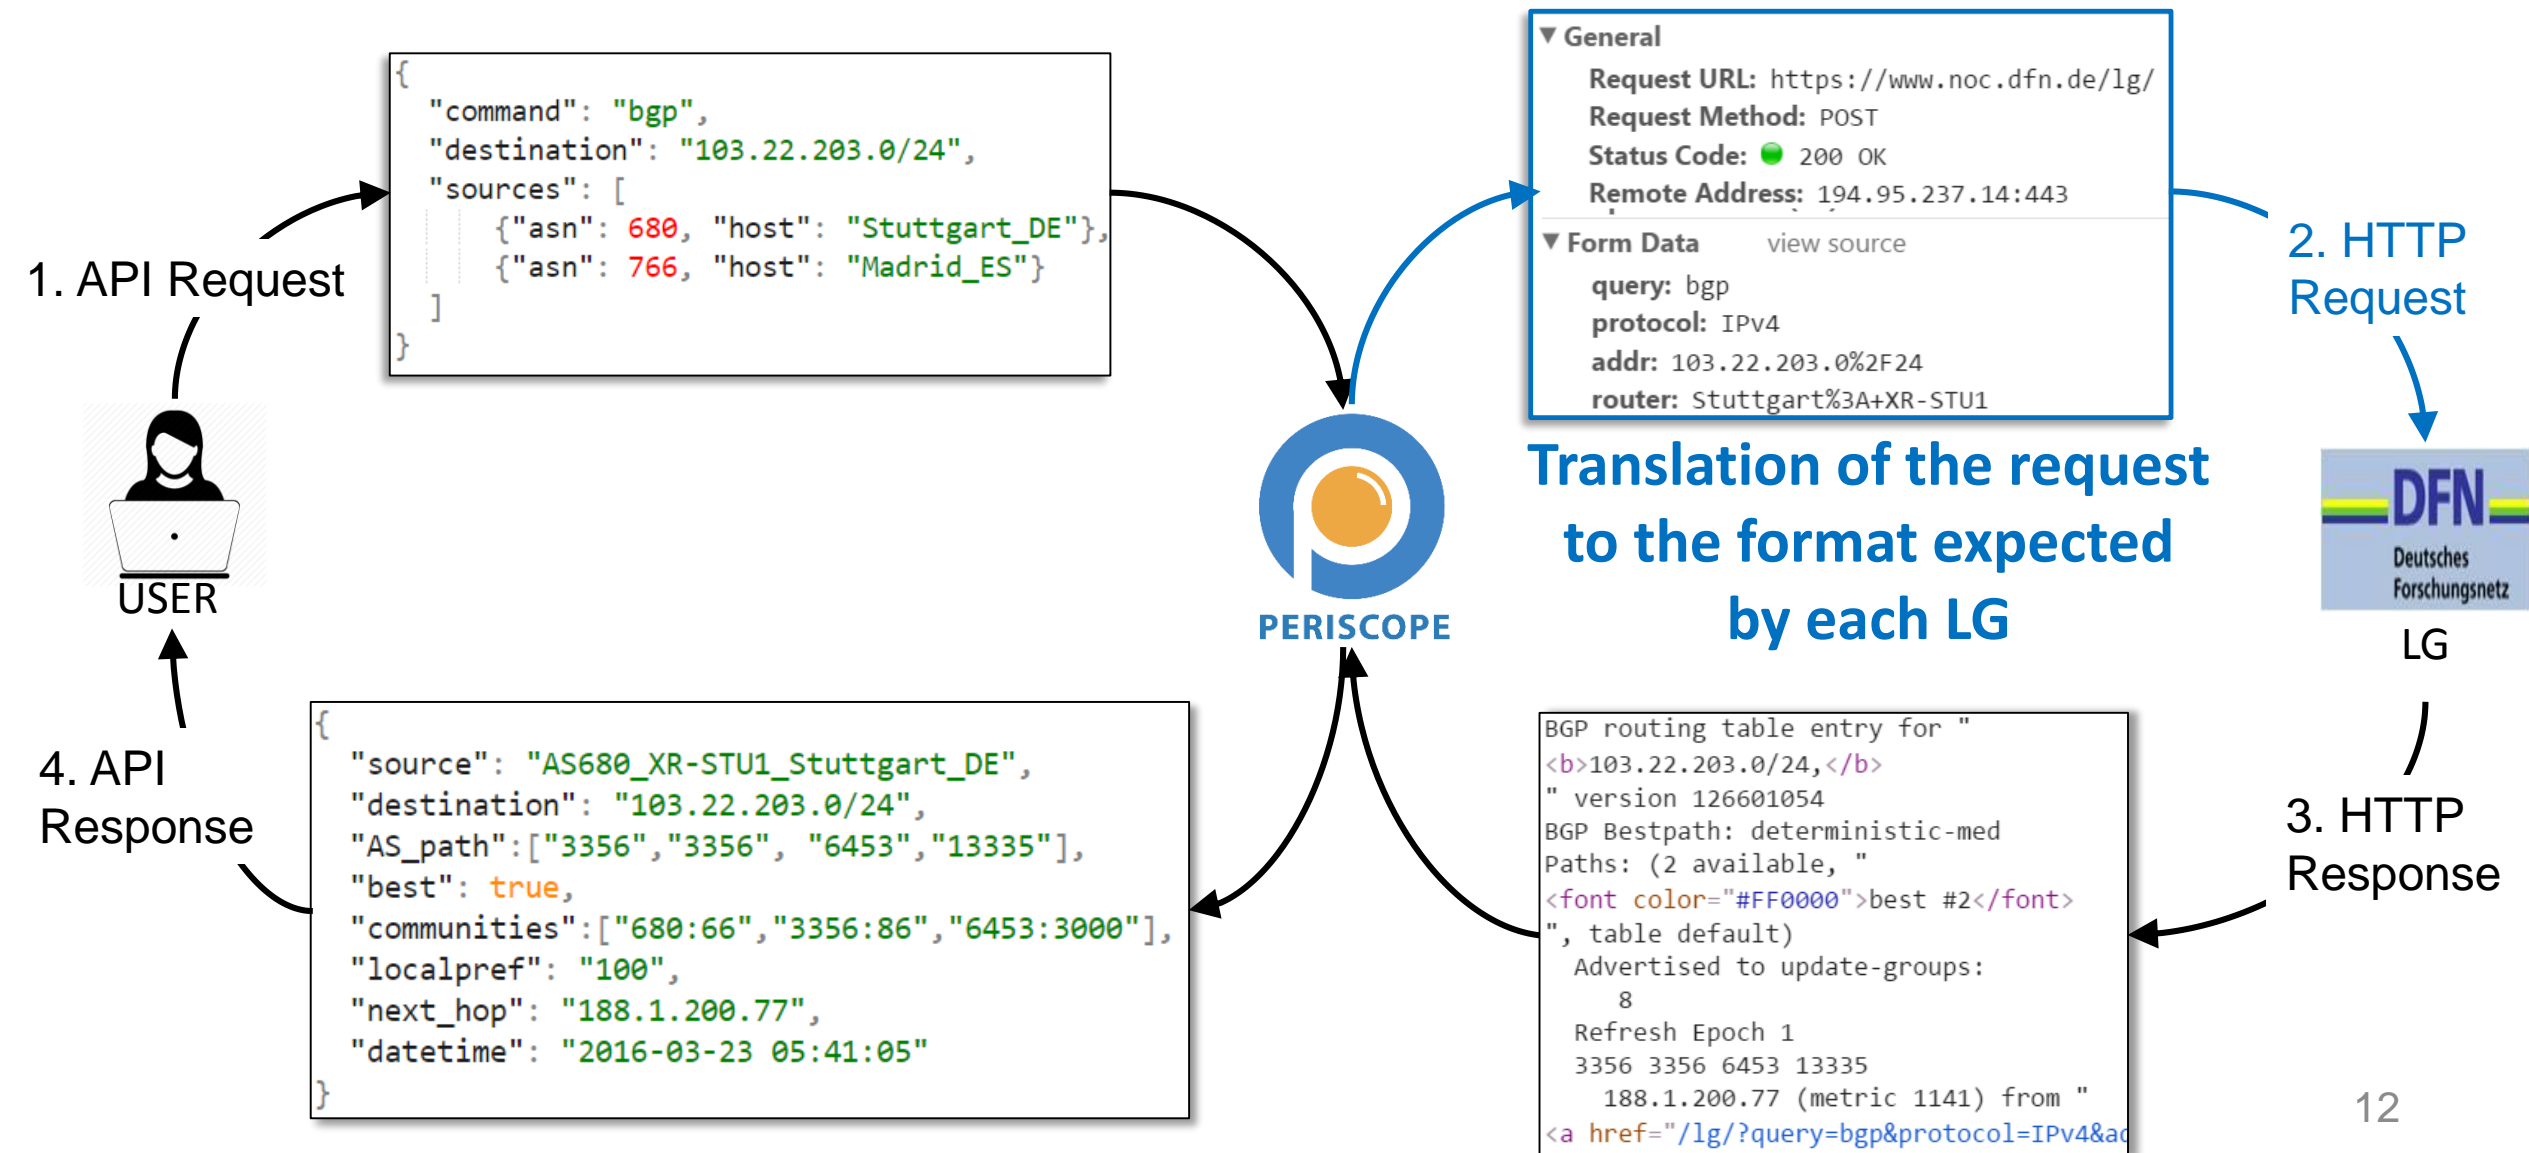 1. API Request
{
"command": "bgp",
"destination": "103.22.203.0/24",
"sources": [
{"asn": 680, "host": "Stuttgart_DE"},
{"asn": 766, "host": "Madrid_ES"}
]
}
USER
PERISCOPE
▼ General
Request URL: https://www.noc.dfn.de/lg/
Request Method: POST
Status Code: 200 OK
Remote Address: 194.95.237.14:443
▼ Form Data view source
query: bgp
protocol: IPv4
addr: 103.22.203.0%2F24
router: Stuttgart%3A+XR-STU1
2. HTTP
Request
Translation of the request
to the format expected
by each LG
DFN
Deutsches
Forschungsnetz
LG
3. HTTP
Response
BGP routing table entry for "
<b>103.22.203.0/24,</b>
" version 126601054
BGP Bestpath: deterministic-med
Paths: (2 available, "
<font color="#FF0000">best #2</font>
", table default)
Advertised to update-groups:
8
Refresh Epoch 1
3356 3356 6453 13335
188.1.200.77 (metric 1141) from "
<a href="/lg/?query=bgp&protocol=IPv4&
4. API
Response
{
"source": "AS680_XR-STU1_Stuttgart_DE",
"destination": "103.22.203.0/24",
"AS_path":["3356","3356", "6453","13335"],
"best": true,
"communities":["680:66","3356:86","6453:3000"],
"localpref": "100",
"next_hop": "188.1.200.77",
"datetime": "2016-03-23 05:41:05"
}
12